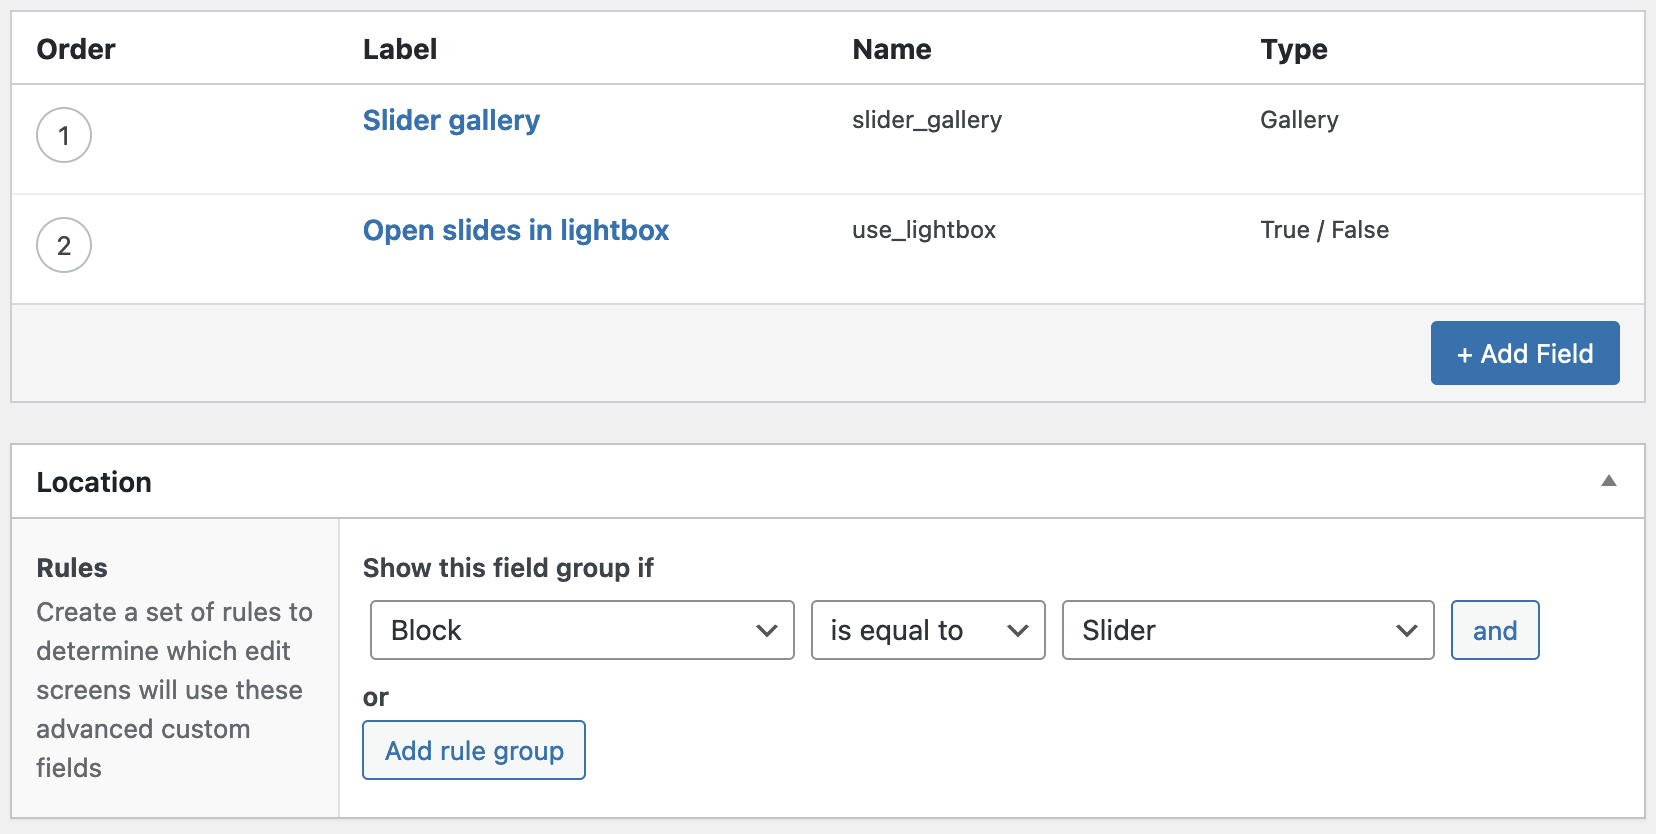 Order Label Name Type
1 Slider gallery slider_gallery Gallery
2 Open slides in lightbox use_lightbox True / False
+ Add Field
Location
Rules
Create a set of rules to
determine which edit
screens will use these
advanced custom
fields
Show this field group if
Block is equal to Slider and
or
Add rule group